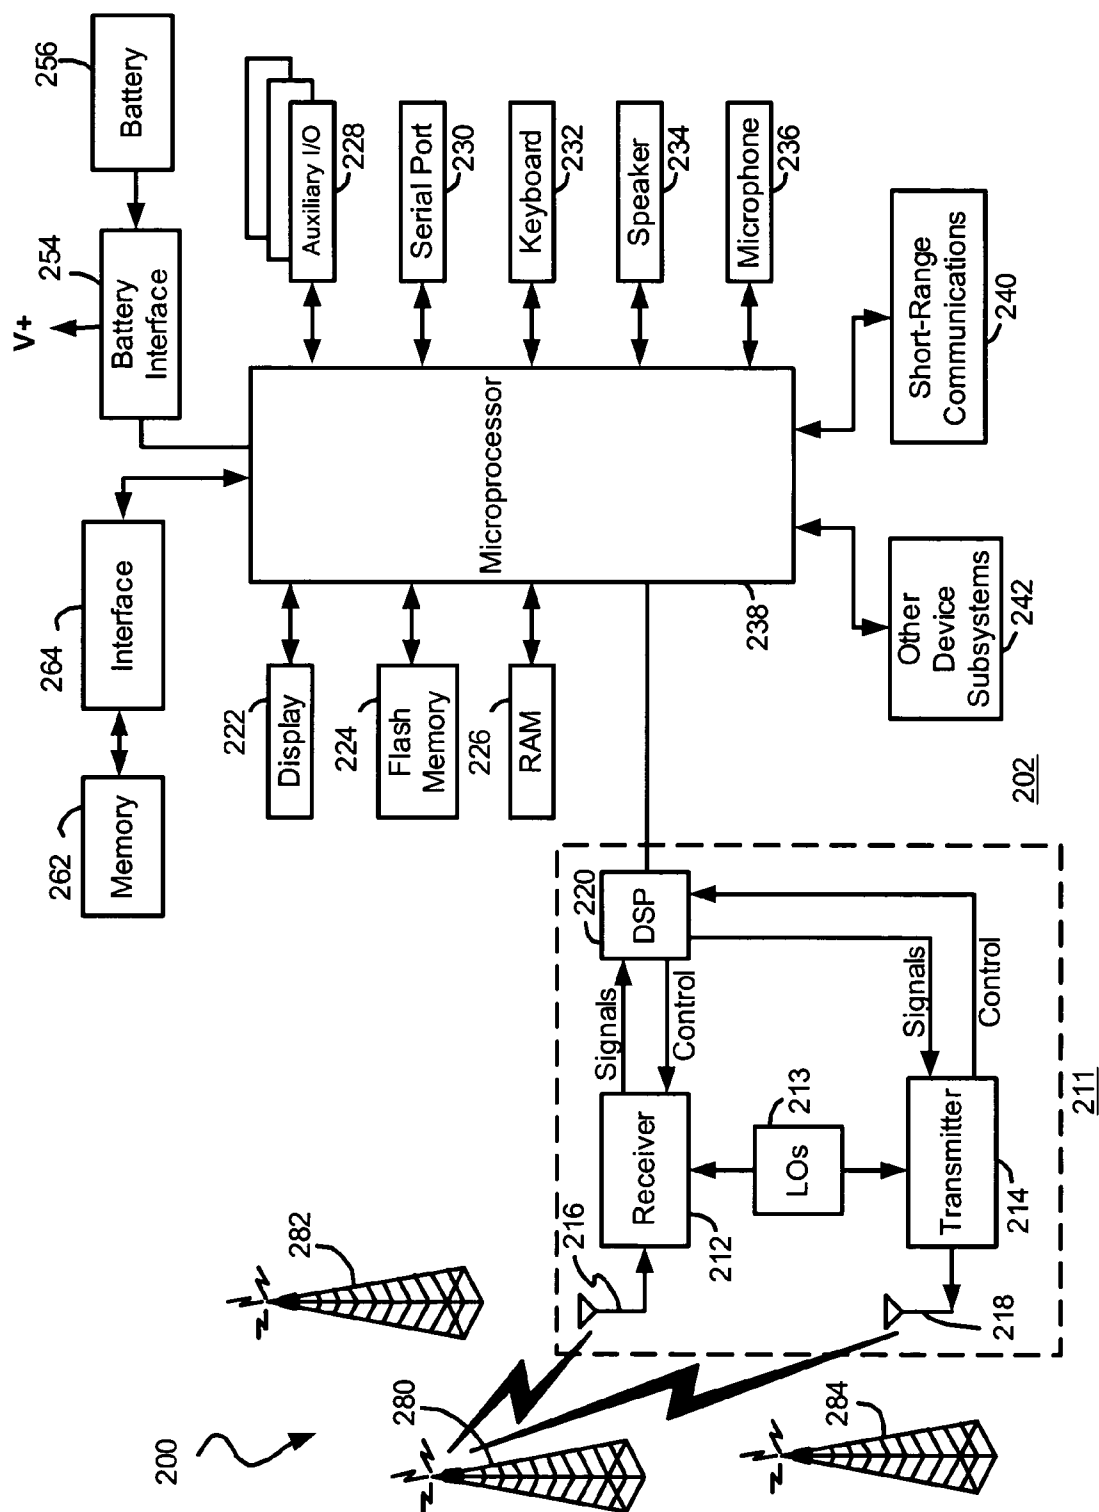 200
282
280
284
262
Memory
264
Interface
V+
254
Battery
Interface
256
Battery
222
Display
224
Flash
Memory
226
RAM
Microprocessor
238
Auxiliary I/O
228
Serial Port
230
Keyboard
232
Speaker
234
Microphone
236
Short-Range
Communications
240
Other
Device
Subsystems
242
202
216
Receiver
212
Signals
Control
220
DSP
LOs
213
Signals
Control
Transmitter
214
218
211